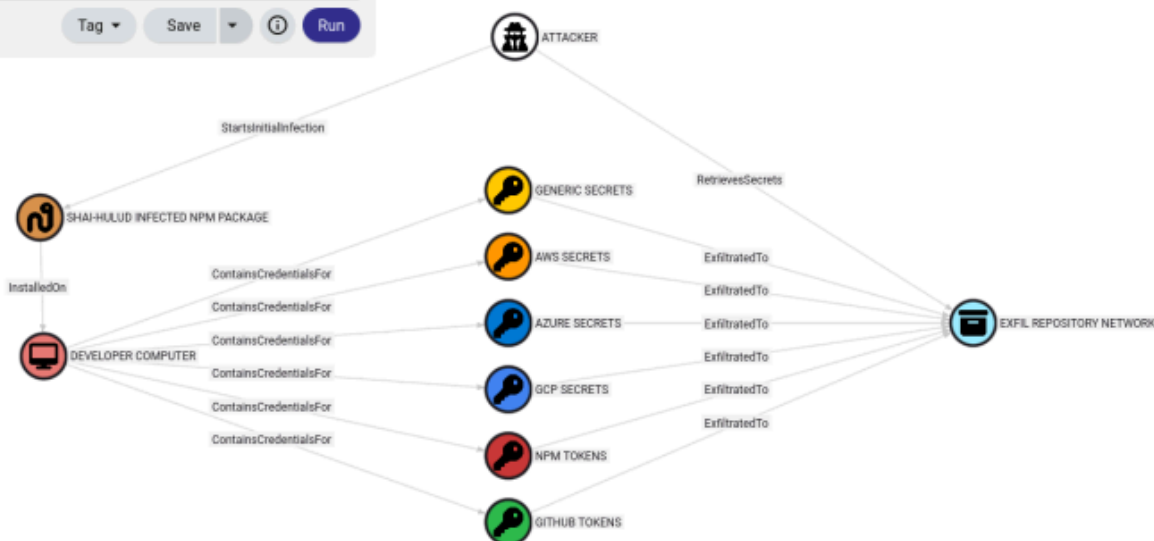 Tag Save Run
ATTACKER
StartsInitialInfection
RetrievesSecrets
GENERIC SECRETS
SHAI-HULUD INFECTED NPM PACKAGE
AWS SECRETS
ExfiltratedTo
ContainsCredentialsFor
InstalledOn
ExfiltratedTo
ContainsCredentialsFor
AZURE SECRETS
ExfiltratedTo
EXFIL REPOSITORY NETWORK
ContainsCredentialsFor
DEVELOPER COMPUTER
ExfiltratedTo
ContainsCredentialsFor
GCP SECRETS
ExfiltratedTo
ContainsCredentialsFor
ExfiltratedTo
ContainsCredentialsFor
NPM TOKENS
GITHUB TOKENS